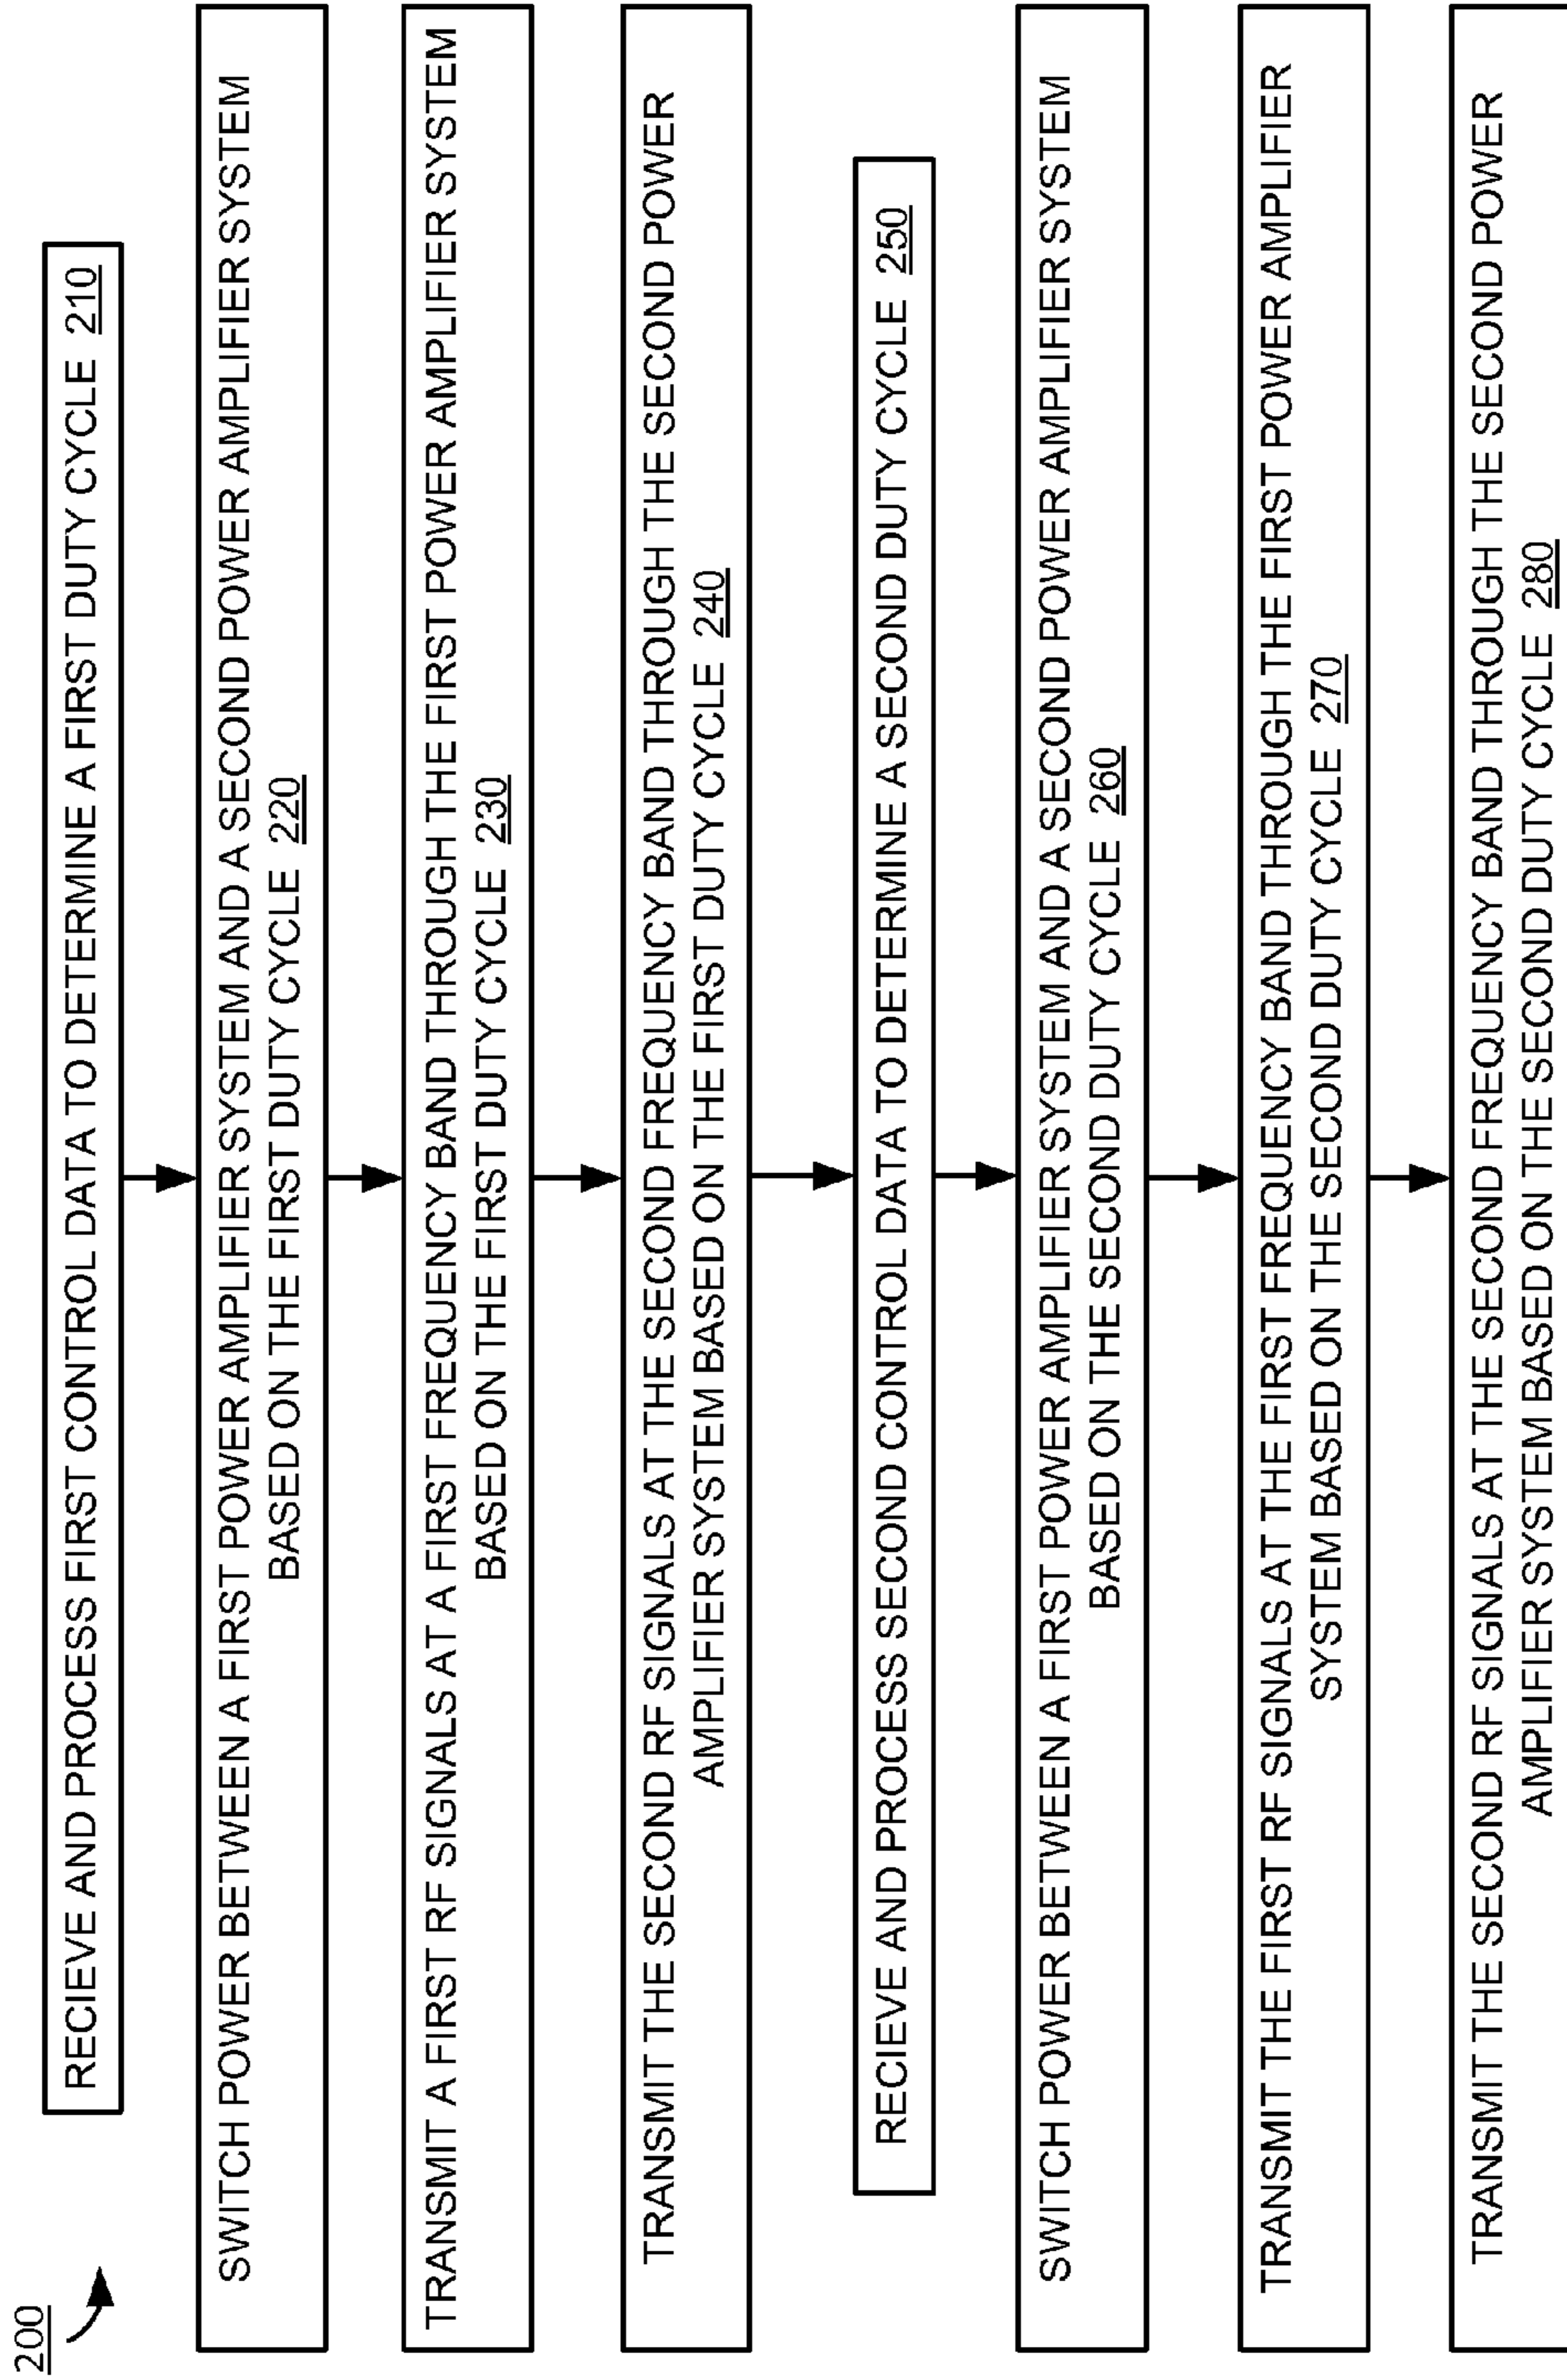 200
RECIEVE AND PROCESS FIRST CONTROL DATA TO DETERMINE A FIRST DUTY CYCLE 210
SWITCH POWER BETWEEN A FIRST POWER AMPLIFIER SYSTEM AND A SECOND POWER AMPLIFIER SYSTEM
BASED ON THE FIRST DUTY CYCLE 220
TRANSMIT A FIRST RF SIGNALS AT A FIRST FREQUENCY BAND THROUGH THE FIRST POWER AMPLIFIER SYSTEM
BASED ON THE FIRST DUTY CYCLE 230
TRANSMIT THE SECOND RF SIGNALS AT THE SECOND FREQUENCY BAND THROUGH THE SECOND POWER
AMPLIFIER SYSTEM BASED ON THE FIRST DUTY CYCLE 240
RECIEVE AND PROCESS SECOND CONTROL DATA TO DETERMINE A SECOND DUTY CYCLE 250
SWITCH POWER BETWEEN A FIRST POWER AMPLIFIER SYSTEM AND A SECOND POWER AMPLIFIER SYSTEM
BASED ON THE SECOND DUTY CYCLE 260
TRANSMIT THE FIRST RF SIGNALS AT THE FIRST FREQUENCY BAND THROUGH THE FIRST POWER AMPLIFIER
SYSTEM BASED ON THE SECOND DUTY CYCLE 270
TRANSMIT THE SECOND RF SIGNALS AT THE SECOND FREQUENCY BAND THROUGH THE SECOND POWER
AMPLIFIER SYSTEM BASED ON THE SECOND DUTY CYCLE 280